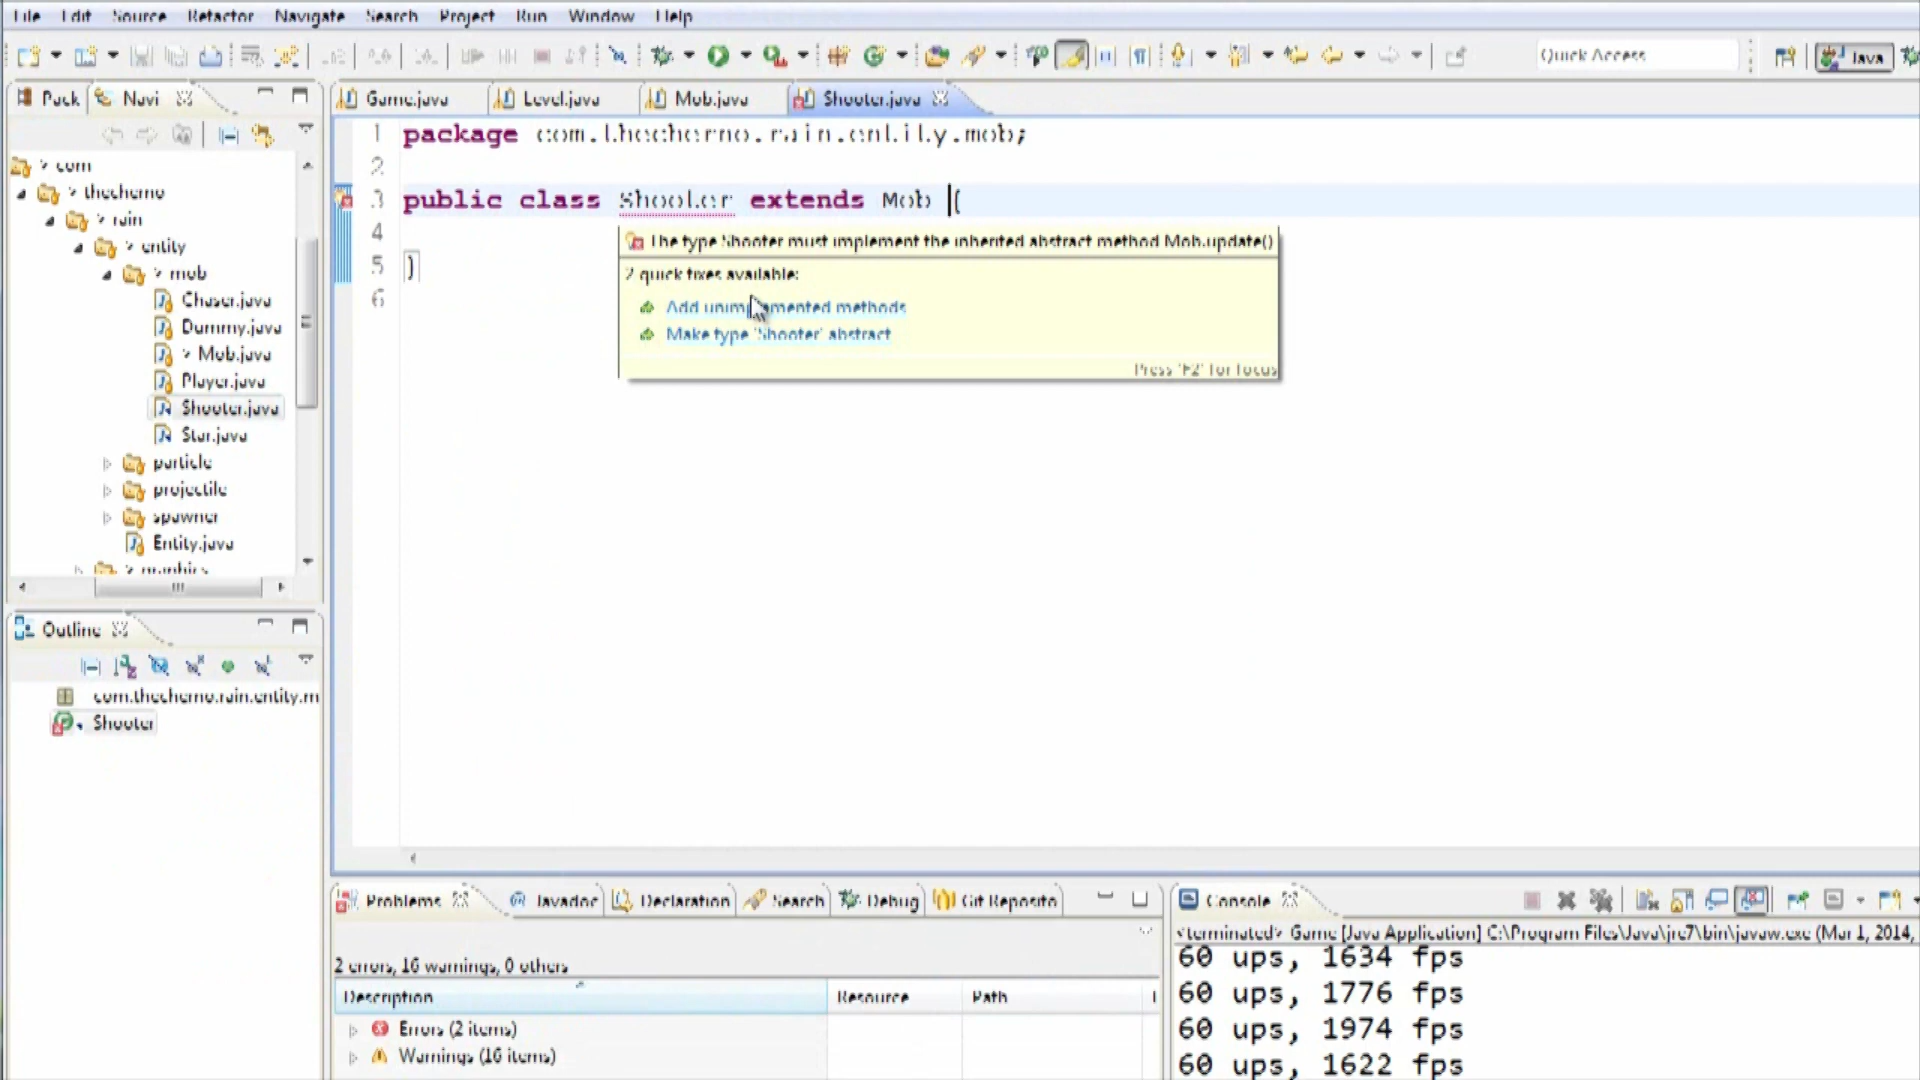 File Edit Source Refactor Navigate Search Project Run Window Help
Quick Access
Java
Pack Navi
Game.java Level.java Mob.java Shooter.java
> com
> thecherno
> rain
> entity
> mob
Chaser.java
Dummy.java
> Mob.java
Player.java
Shooter.java
Star.java
particle
projectile
spawner
Entity.java
> graphics
1 package com.thecherno.rain.entity.mob;
2
3 public class Shooter extends Mob {
4
5 }
6
The type Shooter must implement the inherited abstract method Mob.update()
2 quick fixes available:
Add unimplemented methods
Make type 'Shooter' abstract
Press 'F2' for focus
Outline
com.thecherno.rain.entity.m
Shooter
Problems Javadoc Declaration Search Debug Git Reposito
2 errors, 16 warnings, 0 others
Description Resource Path
Errors (2 items)
Warnings (16 items)
Console
<terminated> Game [Java Application] C:\Program Files\Java\jre7\bin\javaw.exe (Mar 1, 2014,
60 ups, 1634 fps
60 ups, 1776 fps
60 ups, 1974 fps
60 ups, 1622 fps